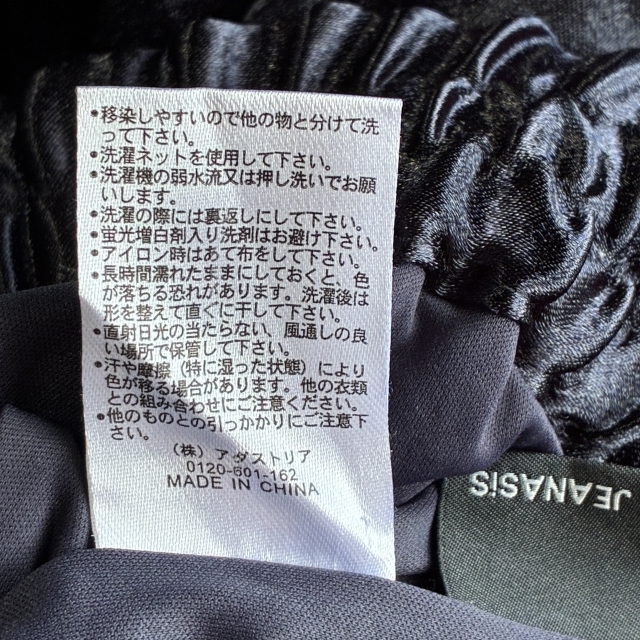 •移染しやすいので他の物と分けて洗
って下さい。
•洗濯ネットを使用して下さい。
•洗濯機の弱水流又は押し洗いでお願
いします。
•洗濯の際には裏返しにして下さい。
•蛍光増白剤入り洗剤はお避け下さい。
•アイロン時はあて布をして下さい。
•長時間濡れたままにしておくと、色
が落ちる恐れがあります。洗濯後は
形を整えて直ぐに干して下さい。
•直射日光の当たらない、風通しの良
い場所で保管して下さい。
•汗や摩擦（特に湿った状態）により
色が移る場合があります。他の衣類
との組み合わせにご注意ください。
•他のものとの引っかかりにご注意下
さい。
（株）アダストリア
0120-601-162
MADE IN CHINA
JEANASiS